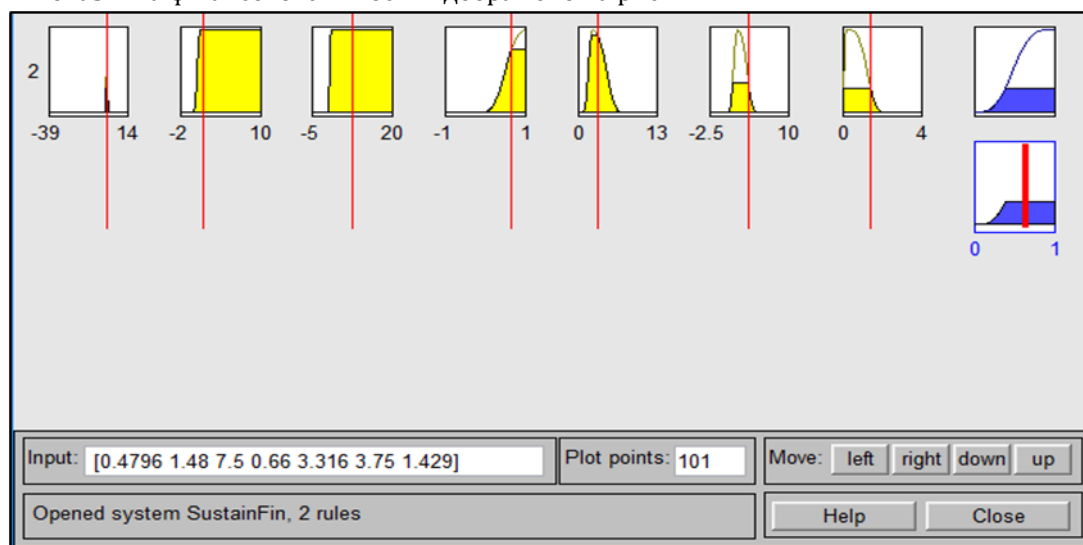 2
-39 14 -2 10 -5 20 -1 1 0 13 -2.5 10 0 4
0 1
Input: [0.4796 1.48 7.5 0.66 3.316 3.75 1.429] Plot points: 101 Move: left right down up
Opened system SustainFin, 2 rules Help Close